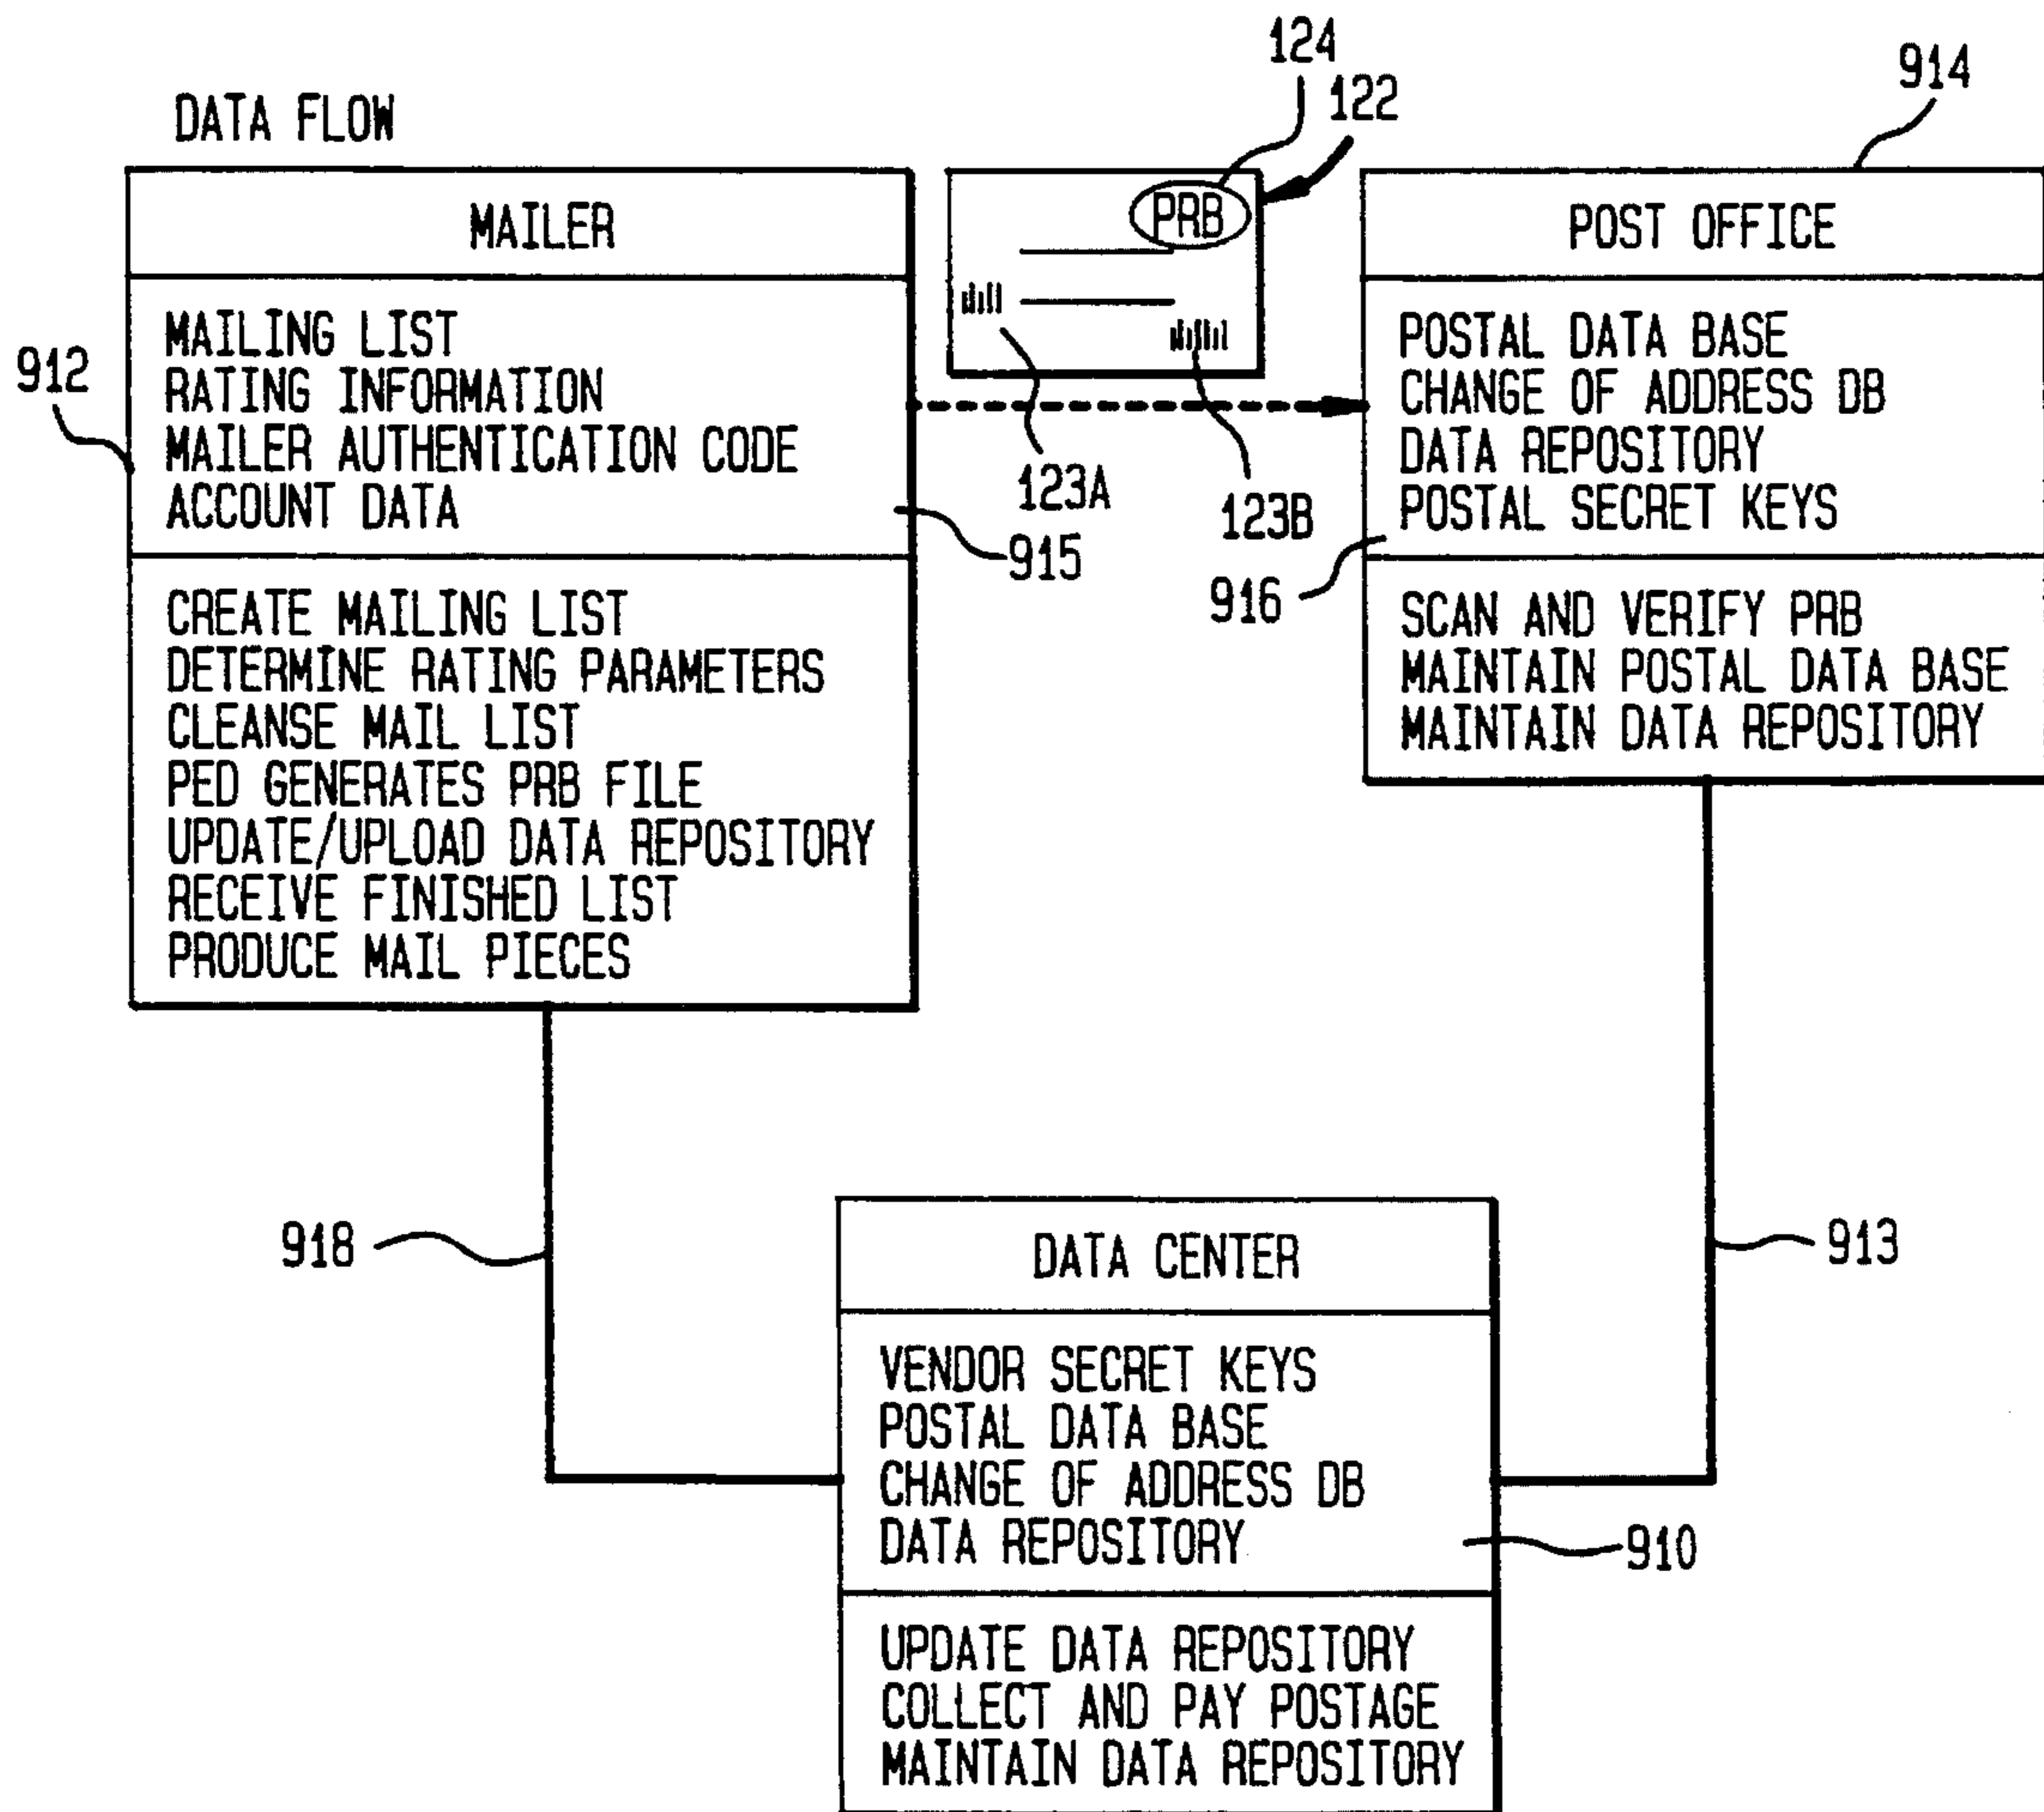 DATA FLOW
124
122
914
MAILER
PRB
POST OFFICE
912
MAILING LIST
RATING INFORMATION
MAILER AUTHENTICATION CODE
ACCOUNT DATA
915
123A
123B
POSTAL DATA BASE
CHANGE OF ADDRESS DB
DATA REPOSITORY
POSTAL SECRET KEYS
916
CREATE MAILING LIST
DETERMINE RATING PARAMETERS
CLEANSE MAIL LIST
PED GENERATES PRB FILE
UPDATE/UPLOAD DATA REPOSITORY
RECEIVE FINISHED LIST
PRODUCE MAIL PIECES
SCAN AND VERIFY PRB
MAINTAIN POSTAL DATA BASE
MAINTAIN DATA REPOSITORY
918
913
DATA CENTER
VENDOR SECRET KEYS
POSTAL DATA BASE
CHANGE OF ADDRESS DB
DATA REPOSITORY
910
UPDATE DATA REPOSITORY
COLLECT AND PAY POSTAGE
MAINTAIN DATA REPOSITORY